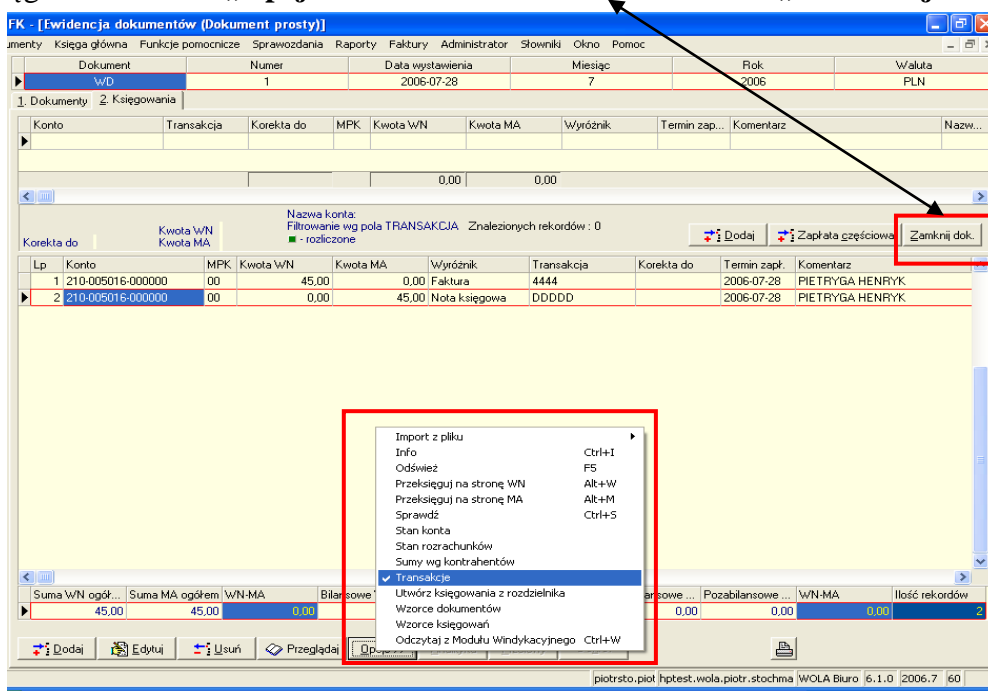 FK - [Ewidencja dokumentów (Dokument prosty)]
Księga główna Funkcje pomocnicze Sprawozdania Raporty Faktury Administrator Słowniki Okno Pomoc
Dokument Numer Data wystawienia Miesiąc Rok Waluta
WD 1 2006-07-28 7 2006 PLN
1. Dokumenty 2. Księgowania
Konto Transakcja Korekta do MPK Kwota WN Kwota MA Wyróżnik Termin zap... Komentarz Nazw...
0,00 0,00
Nazwa konta:
Kwota WN Filtrowanie wg pola TRANSAKCJA Znalezionych rekordów : 0
Korekta do Kwota MA - rozliczone Dodaj Zapłata częściowa Zamknij dok.
Lp Konto MPK Kwota WN Kwota MA Wyróżnik Transakcja Korekta do Termin zapł. Komentarz
1 210-005016-000000 00 45,00 0,00 Faktura 4444 2006-07-28 PIETRYGA HENRYK
2 210-005016-000000 00 0,00 45,00 Nota księgowa DDDDD 2006-07-28 PIETRYGA HENRYK
Import z pliku
Info Ctrl+I
Odśwież F5
Przeksięguj na stronę WN Alt+W
Przeksięguj na stronę MA Alt+M
Sprawdź Ctrl+S
Stan konta
Stan rozrachunków
Sumy wg kontrahentów
Transakcje
Utwórz księgowania z rozdzielnika
Wzorce dokumentów
Wzorce księgowań
Odczytaj z Modułu Windykacyjnego Ctrl+W
Suma WN ogół... Suma MA ogółem WN-MA Pozabilansowe ... WN-MA Ilość rekordów
45,00 45,00 0,00 0,00 0,00 0,00 2
Dodaj Edytuj Usuń Przeglądaj
piotrsto.piot hptest.wola.piotr.stochma WOLA Biuro 6.1.0 2006.7 60